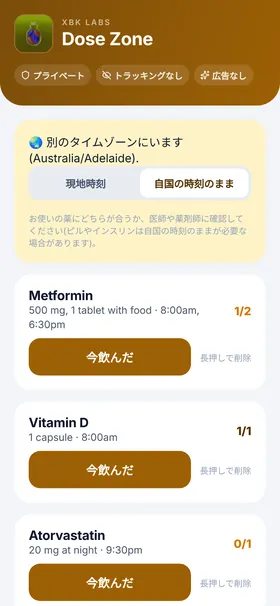 XBK LABS
Dose Zone
プライベート
トラッキングなし
広告なし
🌏 別のタイムゾーンにいます
(Australia/Adelaide).
現地時刻
自国の時刻のまま
お使いの薬にどちらが合うか、医師や薬剤師に確認して
ください(ピルやインスリンは自国の時刻のままが必要な
場合があります)。
Metformin
500 mg, 1 tablet with food · 8:00am,
6:30pm
1/2
今飲んだ
長押しで削除
Vitamin D
1 capsule · 8:00am
1/1
今飲んだ
長押しで削除
Atorvastatin
20 mg at night · 9:30pm
0/1
今飲んだ
長押しで削除